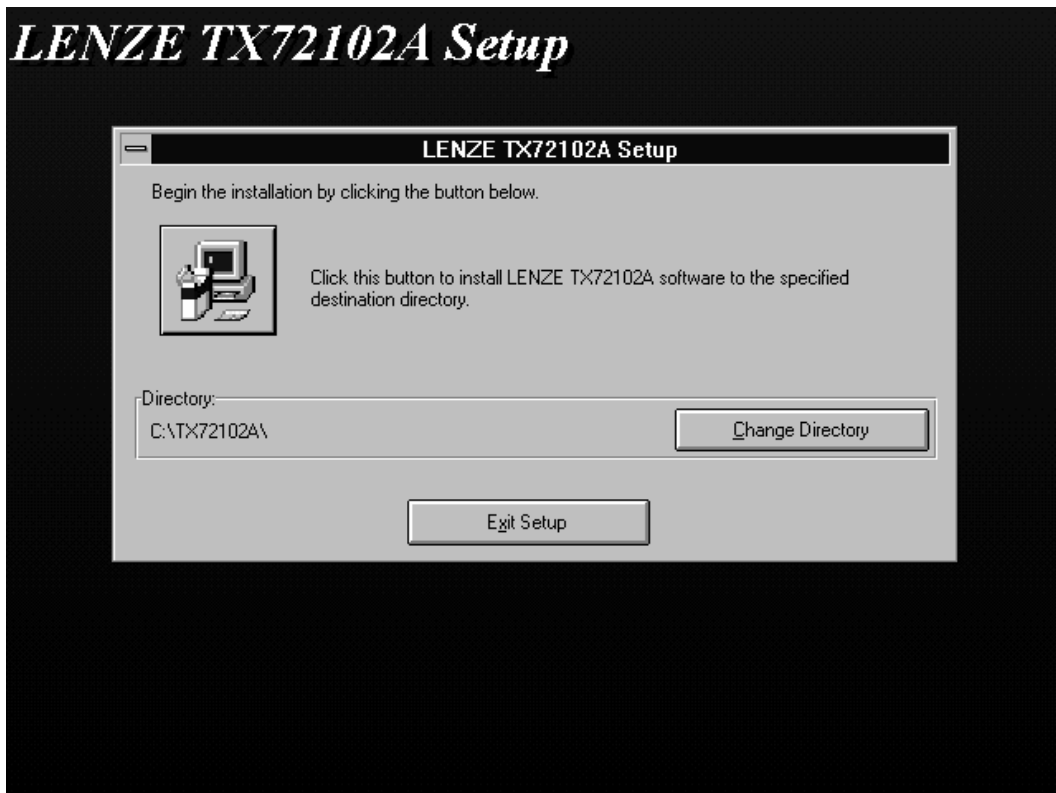 LENZE TX72102A Setup
LENZE TX72102A Setup
Begin the installation by clicking the button below.
Click this button to install LENZE TX72102A software to the specified
destination directory.
Directory:
C:\TX72102A\
Change Directory
Exit Setup